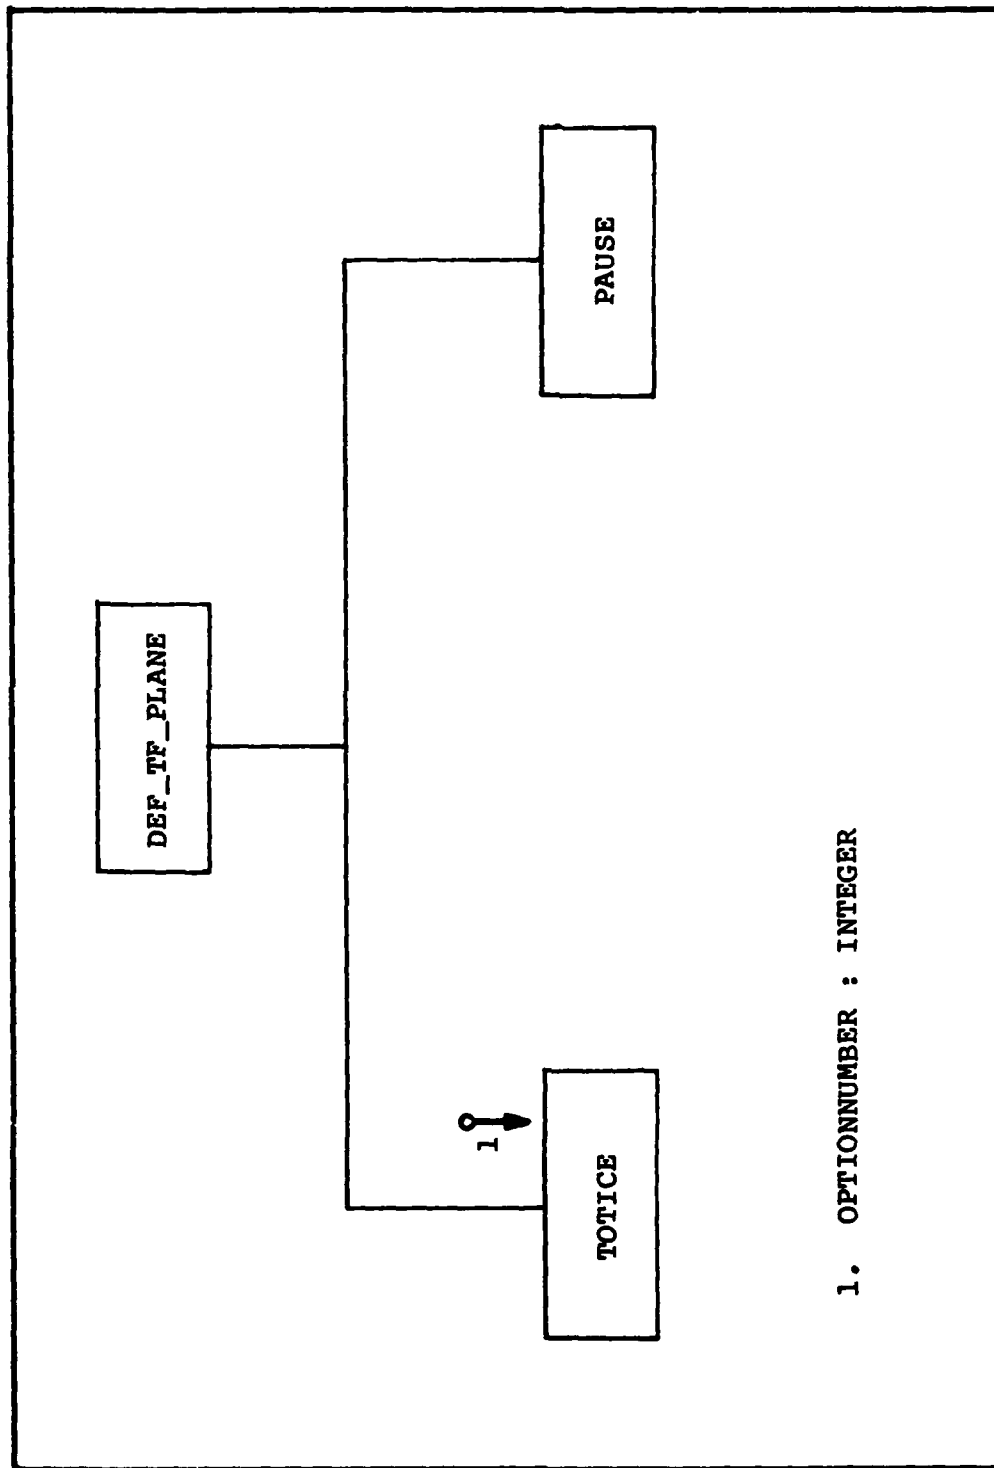 DEF_TF_PLANE
TOTICE
PAUSE
1
1. OPTIONNUMBER : INTEGER